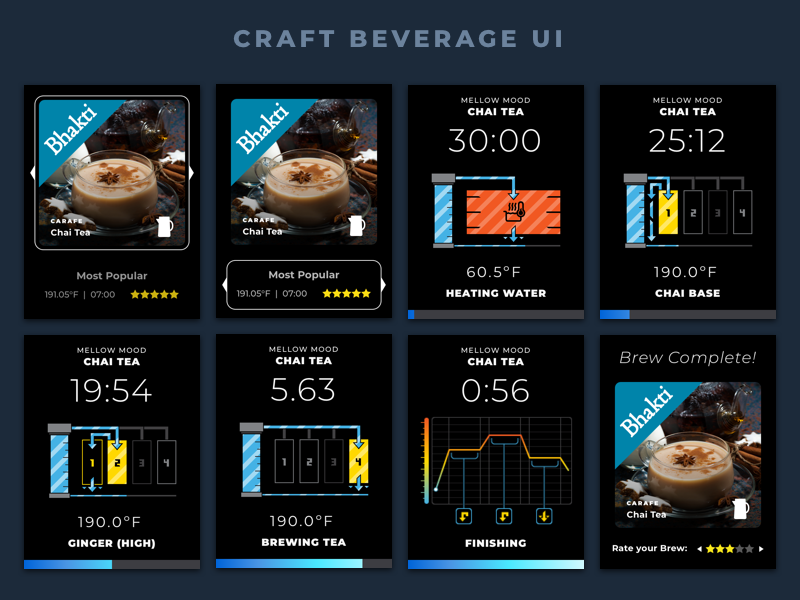 CRAFT BEVERAGE UI
Bhakti
CARAFE
Chai Tea
Most Popular
191.05°F | 07:00
Bhakti
CARAFE
Chai Tea
Most Popular
191.05°F | 07:00
MELLOW MOOD
CHAI TEA
30:00
60.5°F
HEATING WATER
MELLOW MOOD
CHAI TEA
25:12
1 2 3 4
190.0°F
CHAI BASE
MELLOW MOOD
CHAI TEA
19:54
1 2 3 4
190.0°F
GINGER (HIGH)
MELLOW MOOD
CHAI TEA
5.63
1 2 3 4
190.0°F
BREWING TEA
MELLOW MOOD
CHAI TEA
0:56
FINISHING
Brew Complete!
Bhakti
CARAFE
Chai Tea
Rate your Brew: